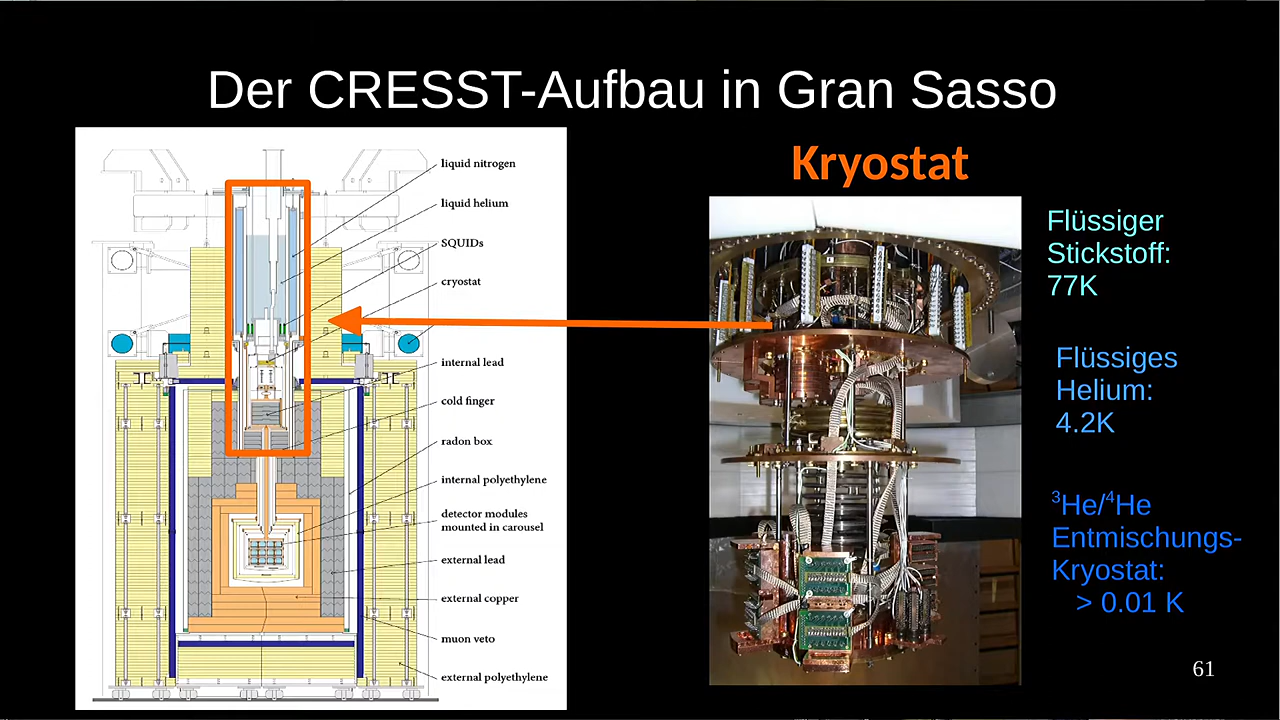 Der CRESST-Aufbau in Gran Sasso
liquid nitrogen
liquid helium
SQUIDs
cryostat
internal lead
cold finger
radon box
internal polyethylene
detector modules
mounted in carousel
external lead
external copper
muon veto
external polyethylene
Kryostat
Flüssiger
Stickstoff:
77K
Flüssiges
Helium:
4.2K
³He/⁴He
Entmischungs-
Kryostat:
> 0.01 K
61